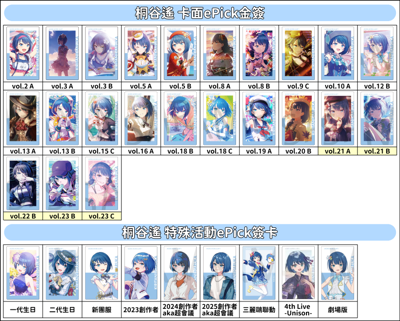 桐谷遙 卡面ePick金簽
vol.2 A
vol.3 A
vol.3 B
vol.5 A
vol.5 B
vol.8 A
vol.8 B
vol.9 C
vol.10 A
vol.12 B
vol.13 A
vol.13 B
vol.15 C
vol.16 A
vol.18 B
vol.18 C
vol.19 A
vol.20 B
vol.21 A
vol.21 B
vol.22 B
vol.23 B
vol.23 C
桐谷遙 特殊活動ePick簽卡
一代生日
二代生日
新團服
2023創作者
2024創作者
aka超會議
2025創作者
aka超會議
三麗鷗聯動
4th Live
-Unison-
劇場版